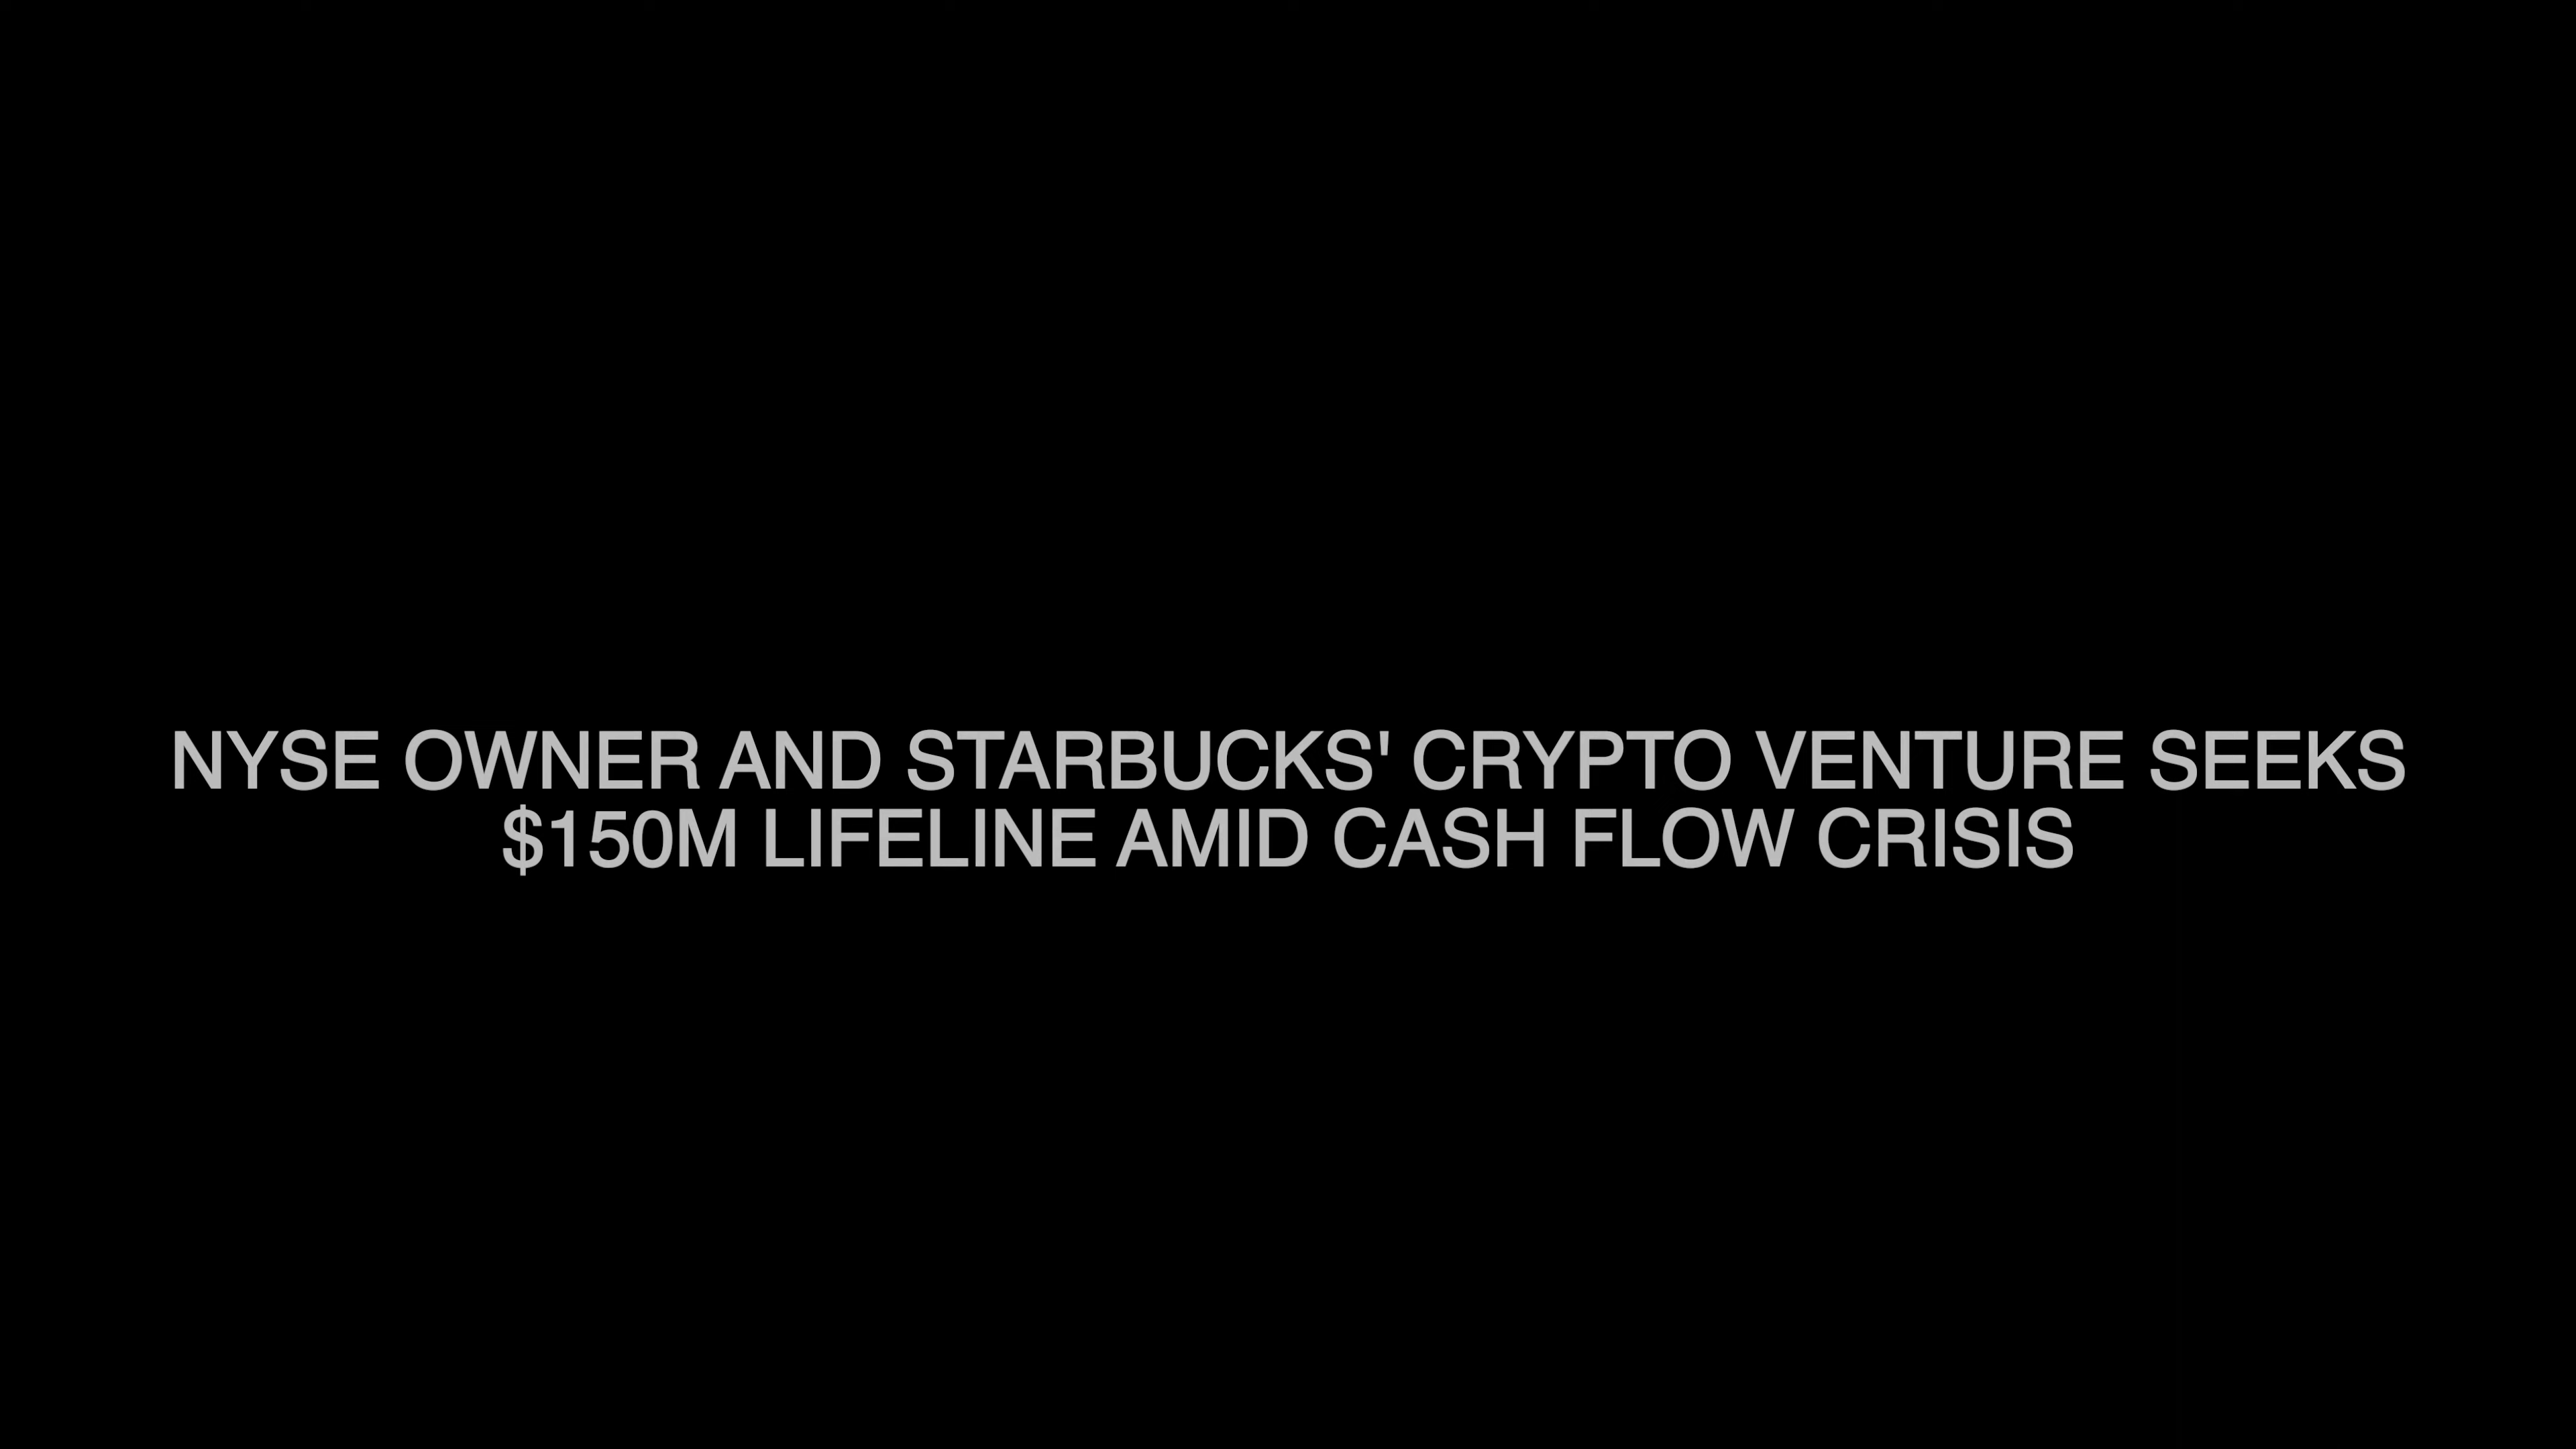 NYSE OWNER AND STARBUCKS' CRYPTO VENTURE SEEKS
$150M LIFELINE AMID CASH FLOW CRISIS